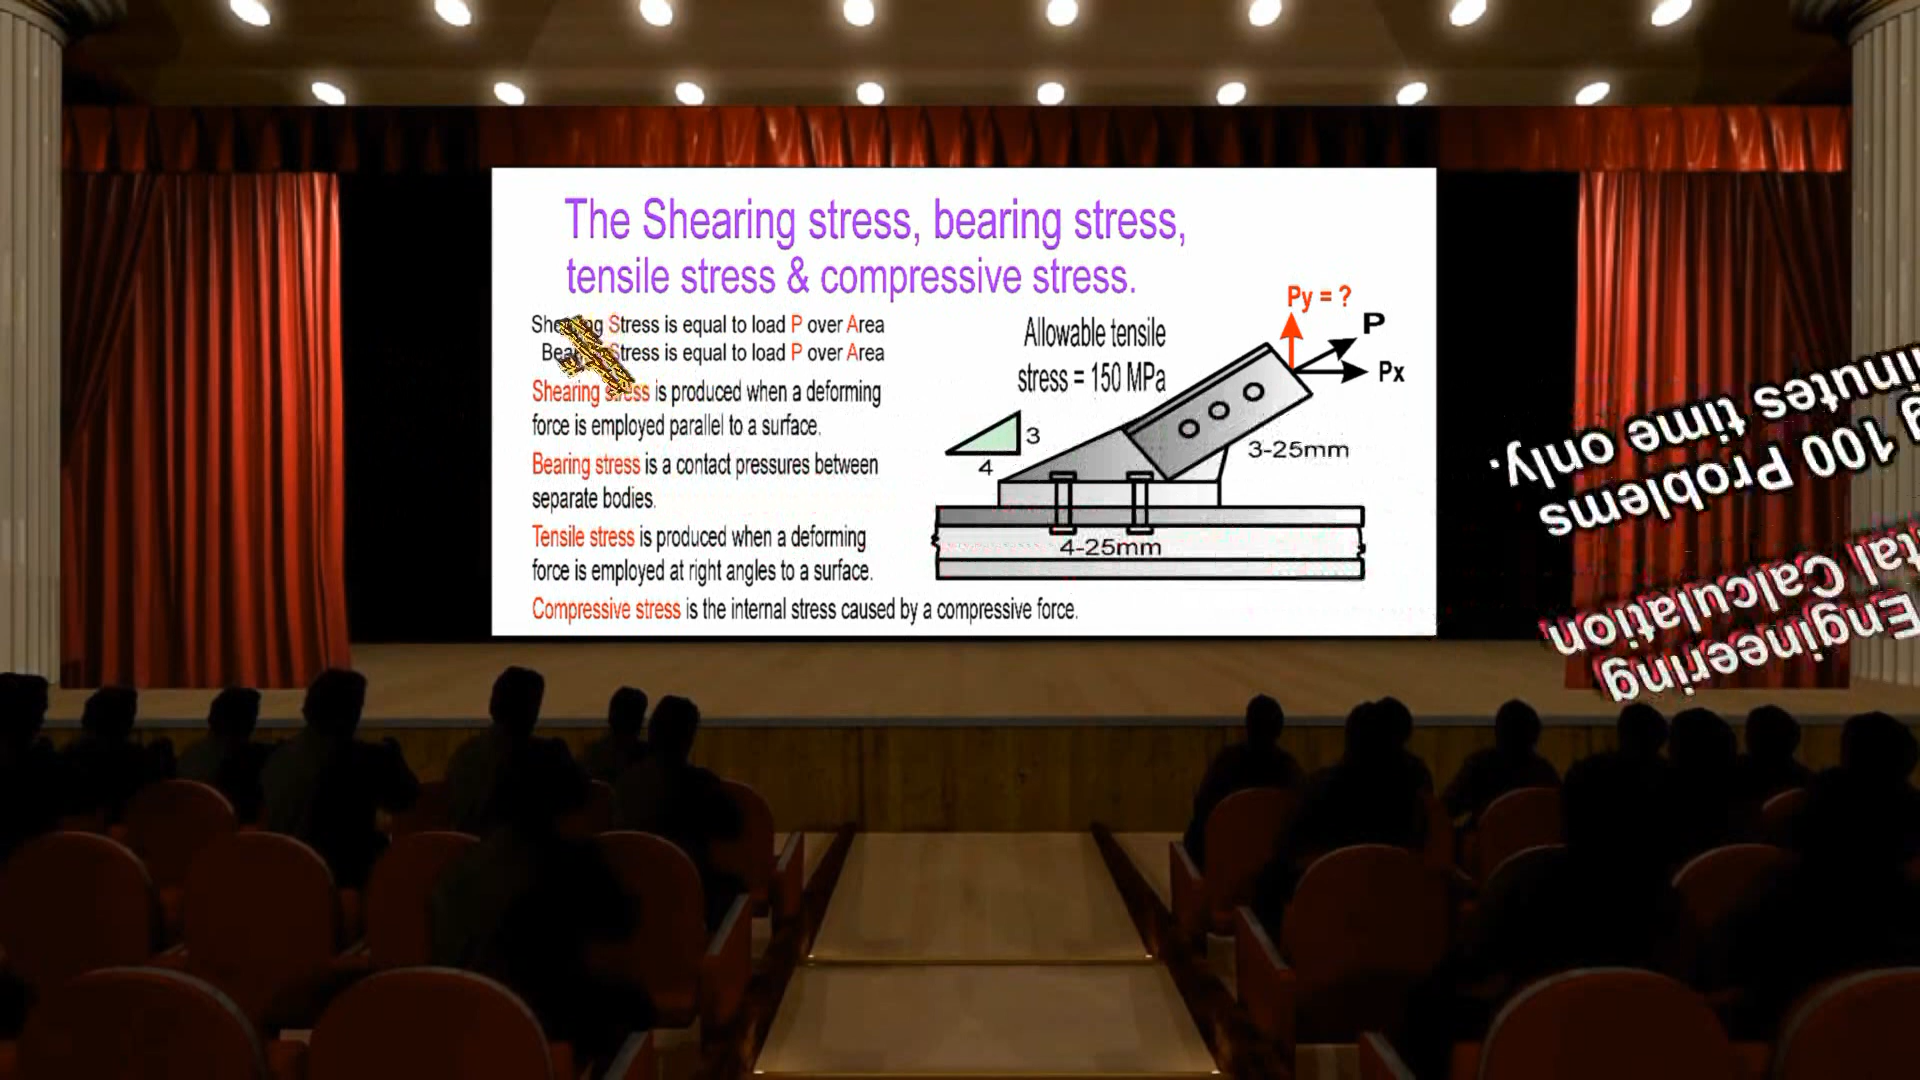 The Shearing stress, bearing stress,
tensile stress & compressive stress.
Stress is equal to load P over Area
Stress is equal to load P over Area
Shearing stress is produced when a deforming
force is employed parallel to a surface.
Bearing stress is a contact pressures between
separate bodies.
Tensile stress is produced when a deforming
force is employed at right angles to a surface.
Compressive stress is the internal stress caused by a compressive force.
Allowable tensile
stress = 150 MPa
Py = ?
P
Px
3
4
3-25mm
4-25mm
Engineering
Calculation.
100 Problems
time only.